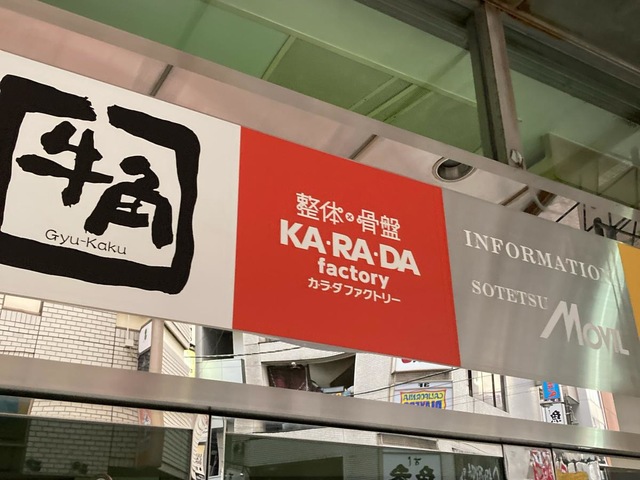 牛角
Gyu-Kaku
整体×骨盤
KA・RA・DA
factory
カラダファクトリー
INFORMATION
SOTETSU
MOVIL
CALIFORNIA